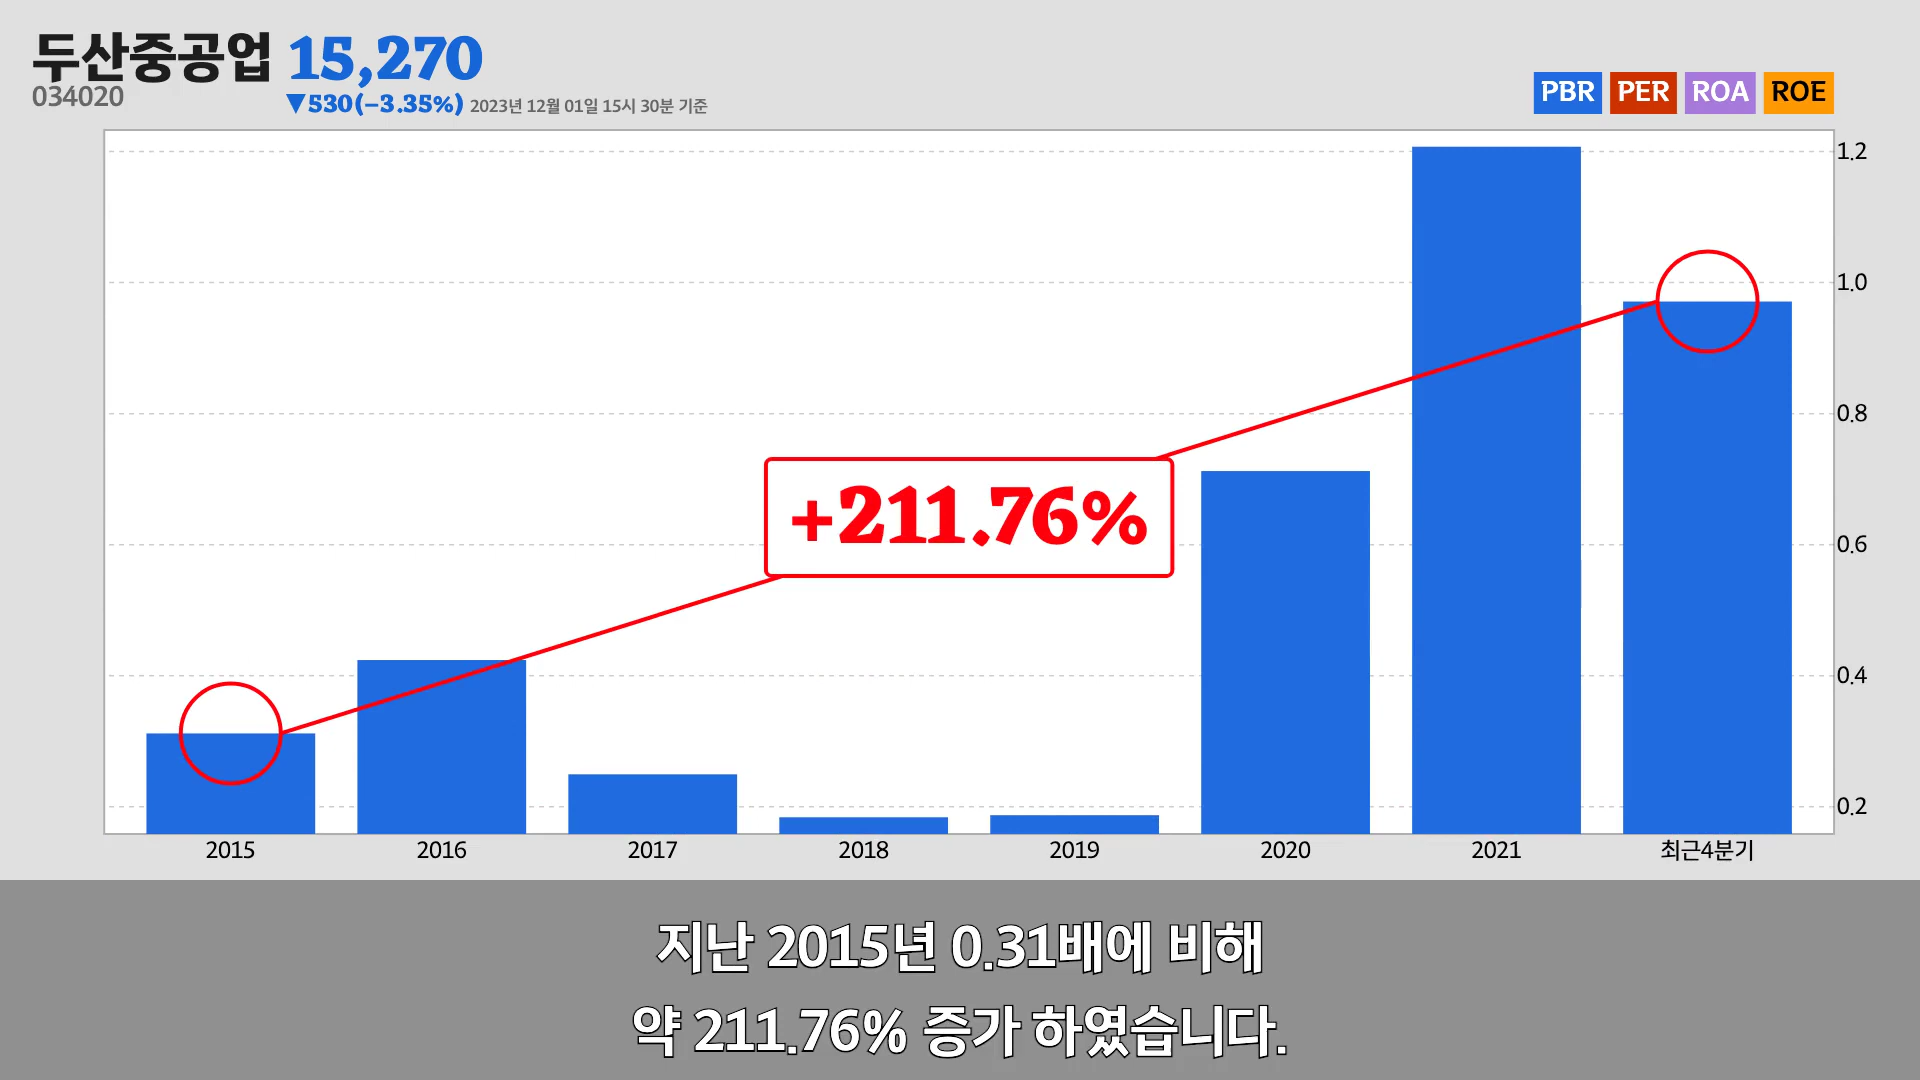 두산중공업 15,270
034020
▼530(−3.35%) 2023년 12월 01일 15시 30분 기준
PBR PER ROA ROE
1.2
1.0
0.8
0.6
0.4
0.2
+211.76%
2015 2016 2017 2018 2019 2020 2021 최근4분기
지난 2015년 0.31배에 비해
약 211.76% 증가 하였습니다.